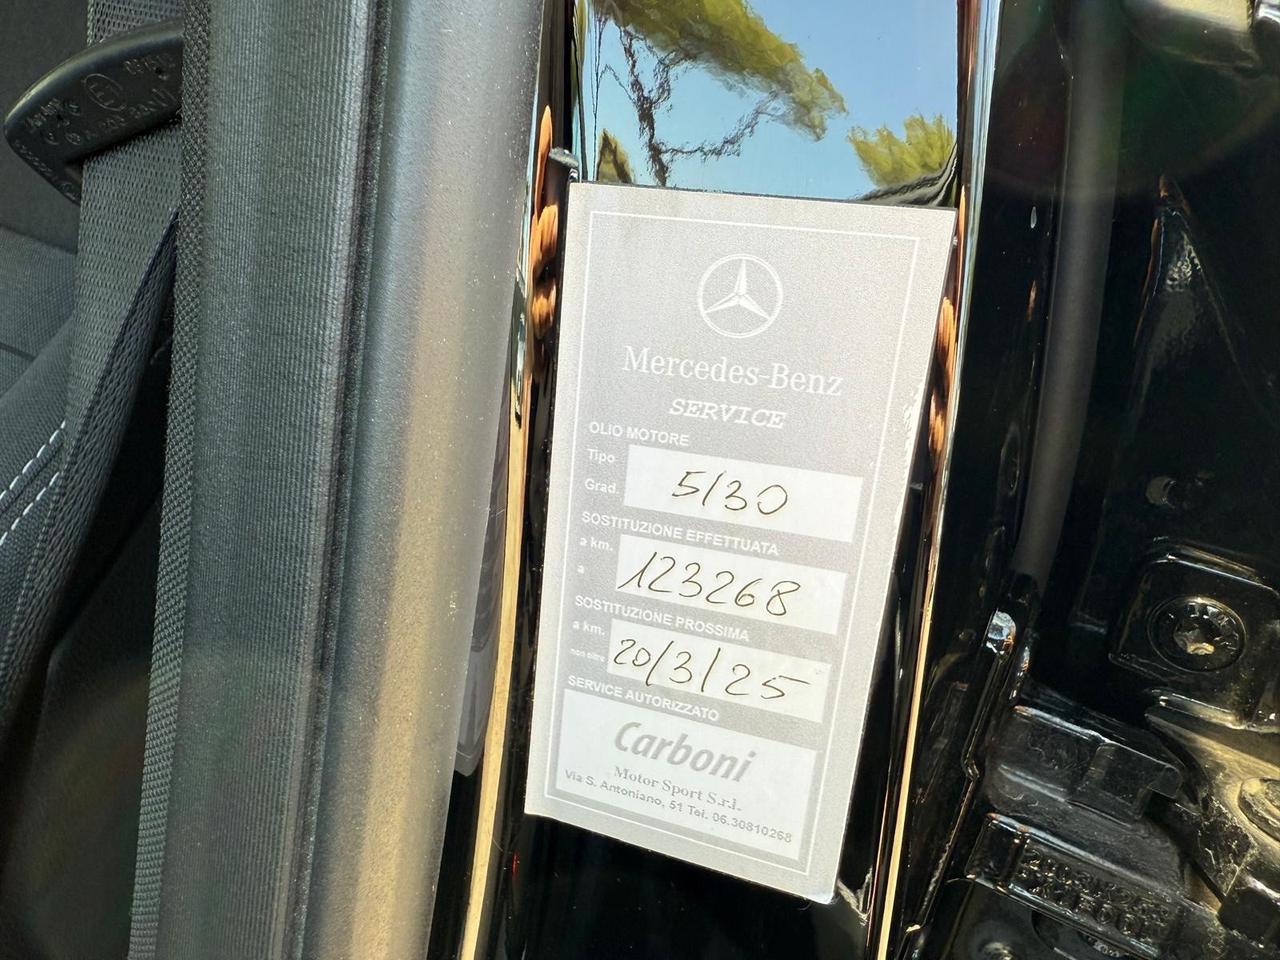 Mercedes-Benz
SERVICE
OLIO MOTORE
Tipo
Grad.
5/30
SOSTITUZIONE EFFETTUATA
a km.
a
123268
SOSTITUZIONE PROSSIMA
a km.
non oltre
20/3/25
SERVICE AUTORIZZATO
Carboni
Motor Sport S.r.l.
Via S. Antoniano, 51 Tel. 06.30810268